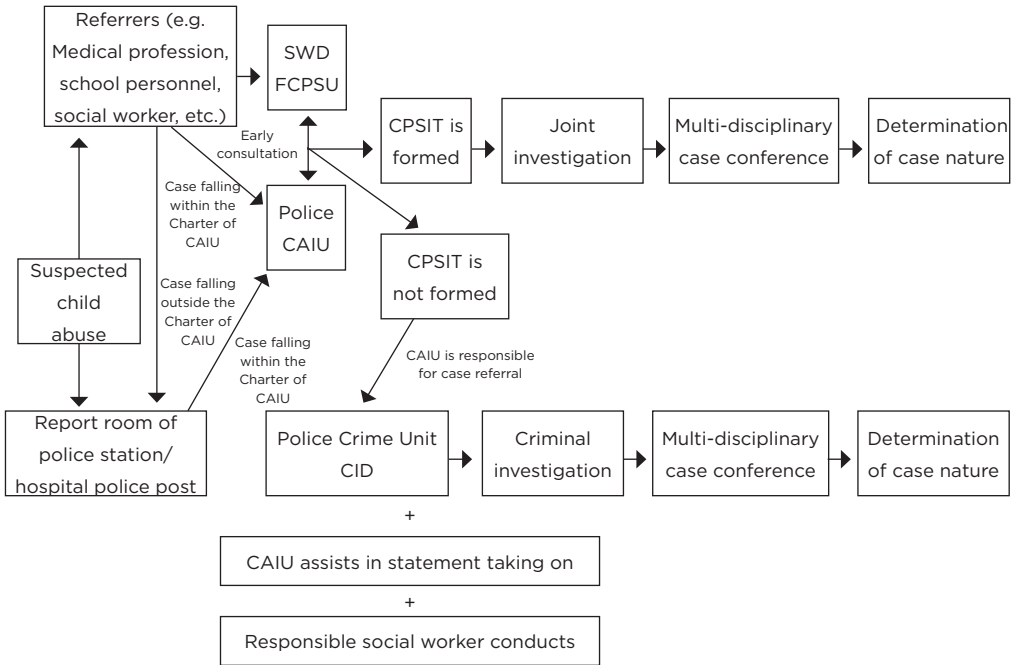 Referrers (e.g.
Medical profession,
school personnel,
social worker, etc.)
SWD
FCPSU
Early
consultation
CPSIT is
formed
Joint
investigation
Multi-disciplinary
case conference
Determination
of case nature
Case falling
within the
Charter of
CAIU
Police
CAIU
CPSIT is
not formed
Suspected
child
abuse
Case falling
outside the
Charter of
CAIU
Case falling
within the
Charter of
CAIU
CAIU is responsible
for case referral
Report room of
police station/
hospital police post
Police Crime Unit
CID
Criminal
investigation
Multi-disciplinary
case conference
Determination
of case nature
+
CAIU assists in statement taking on
+
Responsible social worker conducts